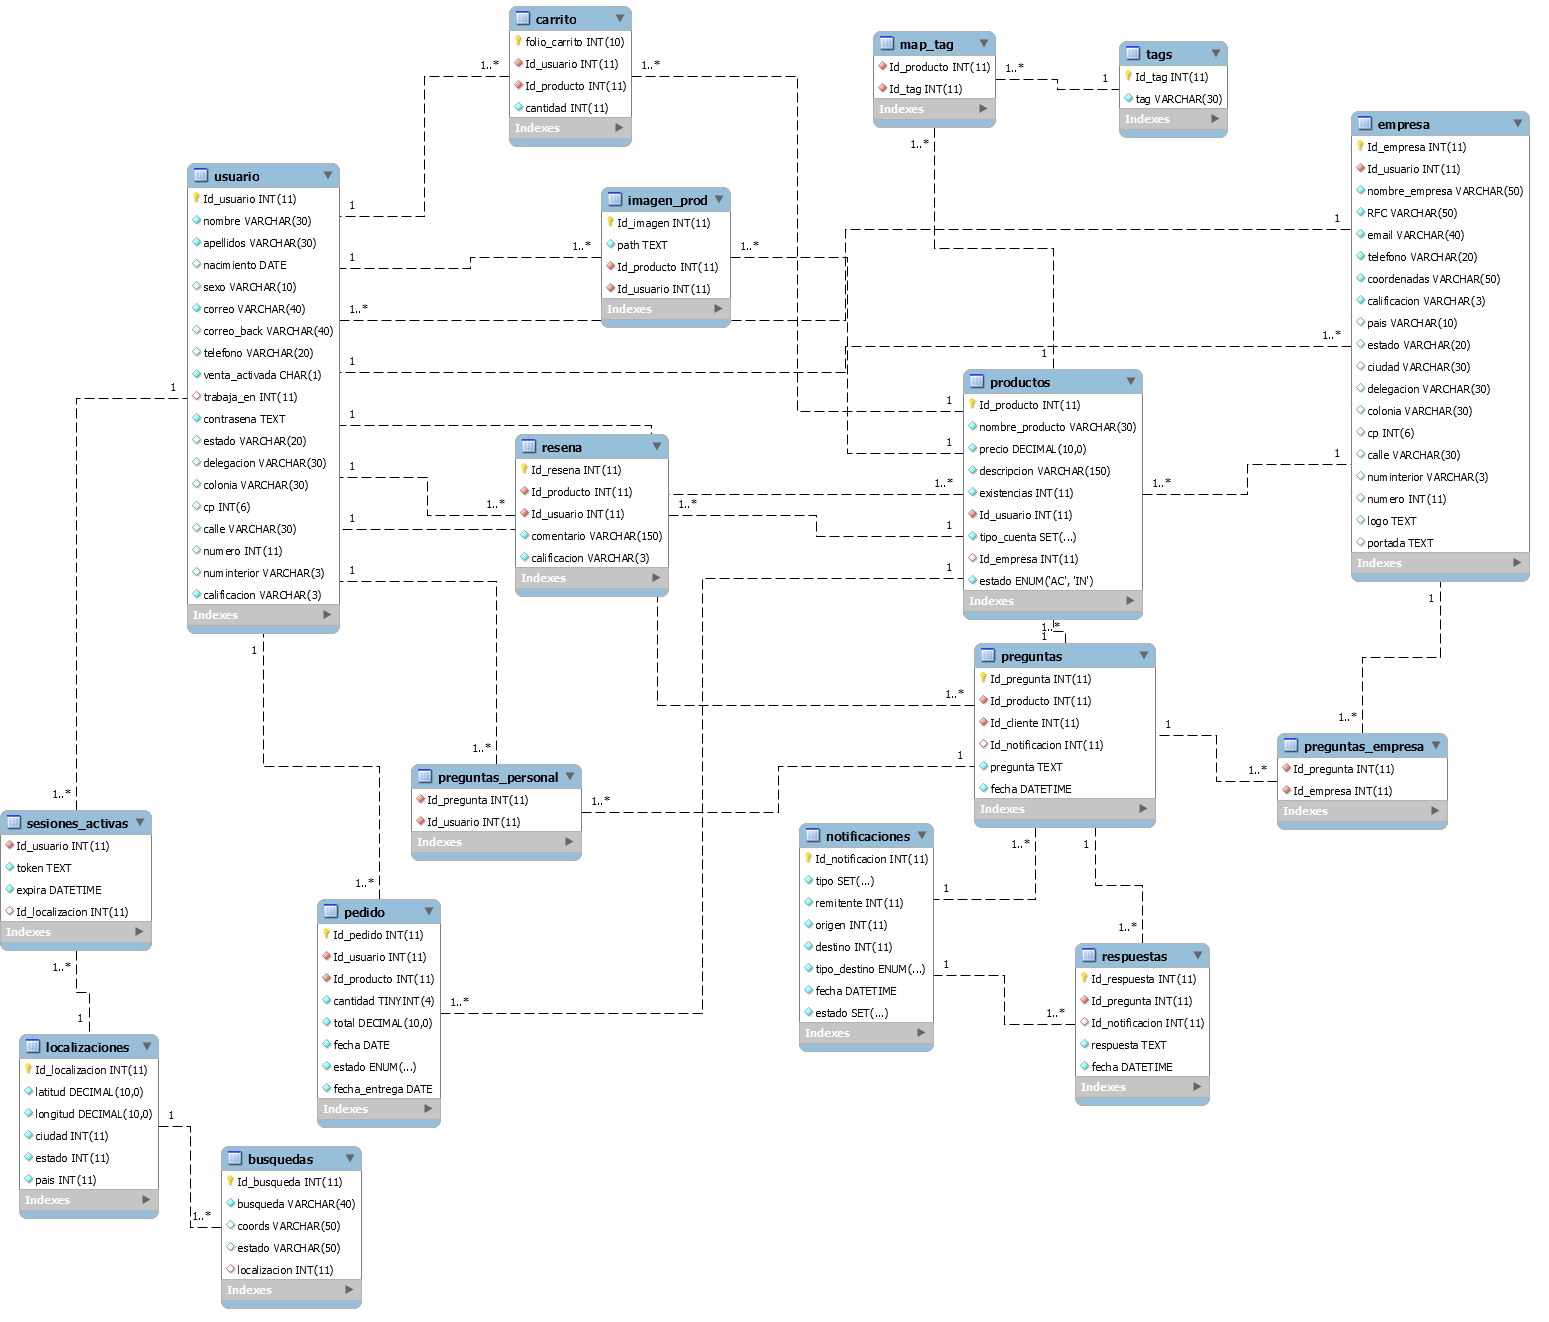 carrito
folio_carrito INT(10)
Id_usuario INT(11)
Id_producto INT(11)
cantidad INT(11)
Indexes
map_tag
Id_producto INT(11)
Id_tag INT(11)
Indexes
tags
Id_tag INT(11)
tag VARCHAR(30)
Indexes
empresa
Id_empresa INT(11)
Id_usuario INT(11)
nombre_empresa VARCHAR(50)
RFC VARCHAR(50)
email VARCHAR(40)
telefono VARCHAR(20)
coordenadas VARCHAR(50)
calificacion VARCHAR(3)
pais VARCHAR(10)
estado VARCHAR(20)
ciudad VARCHAR(30)
delegacion VARCHAR(30)
colonia VARCHAR(30)
cp INT(6)
calle VARCHAR(30)
numinterior VARCHAR(3)
numero INT(11)
logo TEXT
portada TEXT
Indexes
usuario
Id_usuario INT(11)
nombre VARCHAR(30)
apellidos VARCHAR(30)
nacimiento DATE
sexo VARCHAR(10)
correo VARCHAR(40)
correo_back VARCHAR(40)
telefono VARCHAR(20)
venta_activada CHAR(1)
trabaja_en INT(11)
contrasena TEXT
estado VARCHAR(20)
delegacion VARCHAR(30)
colonia VARCHAR(30)
cp INT(6)
calle VARCHAR(30)
numero INT(11)
numinterior VARCHAR(3)
calificacion VARCHAR(3)
Indexes
imagen_prod
Id_imagen INT(11)
path TEXT
Id_producto INT(11)
Id_usuario INT(11)
Indexes
productos
Id_producto INT(11)
nombre_producto VARCHAR(30)
precio DECIMAL(10,0)
descripcion VARCHAR(150)
existencias INT(11)
Id_usuario INT(11)
tipo_cuenta SET(...)
Id_empresa INT(11)
estado ENUM('AC', 'IN')
Indexes
resena
Id_resena INT(11)
Id_producto INT(11)
Id_usuario INT(11)
comentario VARCHAR(150)
calificacion VARCHAR(3)
Indexes
preguntas
Id_pregunta INT(11)
Id_producto INT(11)
Id_cliente INT(11)
Id_notificacion INT(11)
pregunta TEXT
fecha DATETIME
Indexes
preguntas_empresa
Id_pregunta INT(11)
Id_empresa INT(11)
Indexes
preguntas_personal
Id_pregunta INT(11)
Id_usuario INT(11)
Indexes
sesiones_activas
Id_usuario INT(11)
token TEXT
expira DATETIME
Id_localizacion INT(11)
Indexes
notificaciones
Id_notificacion INT(11)
tipo SET(...)
remitente INT(11)
origen INT(11)
destino INT(11)
tipo_destino ENUM(...)
fecha DATETIME
estado SET(...)
Indexes
pedido
Id_pedido INT(11)
Id_usuario INT(11)
Id_producto INT(11)
cantidad TINYINT(4)
total DECIMAL(10,0)
fecha DATE
estado ENUM(...)
fecha_entrega DATE
Indexes
respuestas
Id_respuesta INT(11)
Id_pregunta INT(11)
Id_notificacion INT(11)
respuesta TEXT
fecha DATETIME
Indexes
localizaciones
Id_localizacion INT(11)
latitud DECIMAL(10,0)
longitud DECIMAL(10,0)
ciudad INT(11)
estado INT(11)
pais INT(11)
Indexes
busquedas
Id_busqueda INT(11)
busqueda VARCHAR(40)
coords VARCHAR(50)
estado VARCHAR(50)
localizacion INT(11)
Indexes
1..*
1..*
1..*
1
1..*
1
1
1..*
1..*
1
1
1..*
1
1..*
1
1
1
1
1
1..*
1..*
1
1..*
1..*
1
1
1
1
1..*
1
1..*
1
1..*
1
1..*
1..*
1
1..*
1
1..*
1..*
1
1..*
1
1..*
1..*
1
1..*
1..*
1
1
1..*